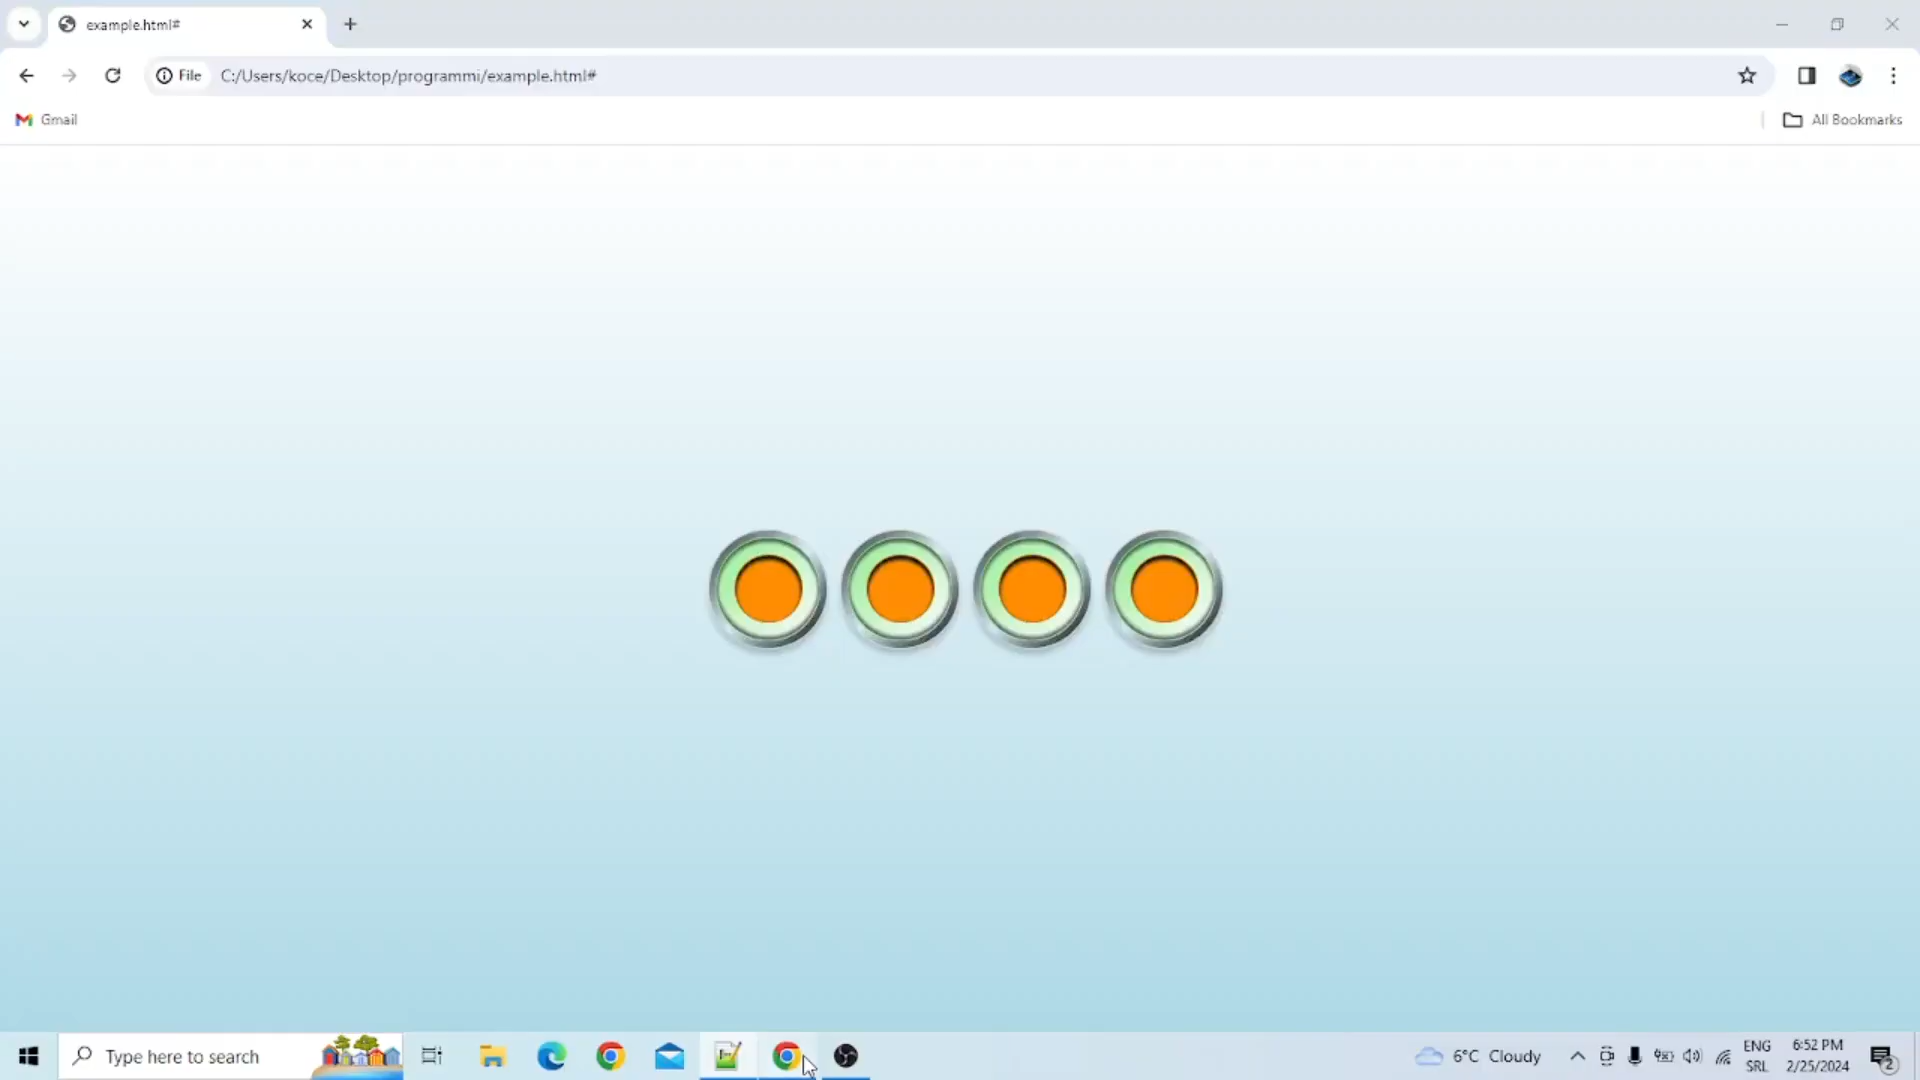 example.html#
File C:/Users/koce/Desktop/programmi/example.html#
Gmail
All Bookmarks
Type here to search
6°C Cloudy
ENG
SRL
6:52 PM
2/25/2024
2